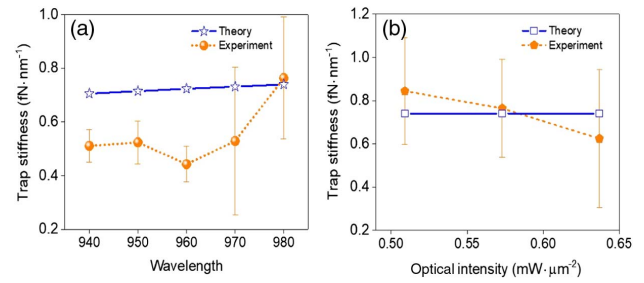 (a)
Theory
Experiment
1.0
0.8
0.6
0.4
0.2
940 950 960 970 980
Wavelength
Trap stiffness (fN·nm⁻¹)
(b)
Theory
Experiment
1.2
1.0
0.8
0.6
0.4
0.2
0.50 0.55 0.60 0.65
Optical intensity (mW·μm⁻²)
Trap stiffness (fN·nm⁻¹)